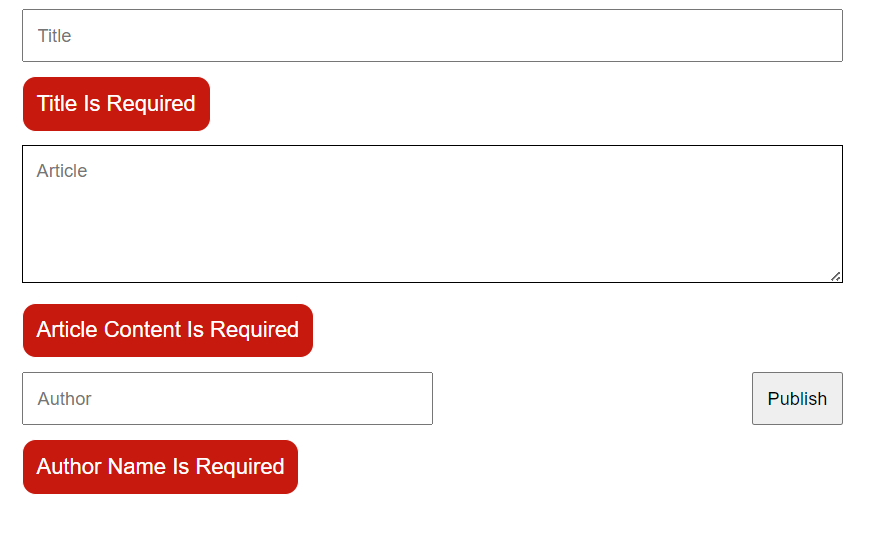 Title
Title Is Required
Article
Article Content Is Required
Author
Publish
Author Name Is Required